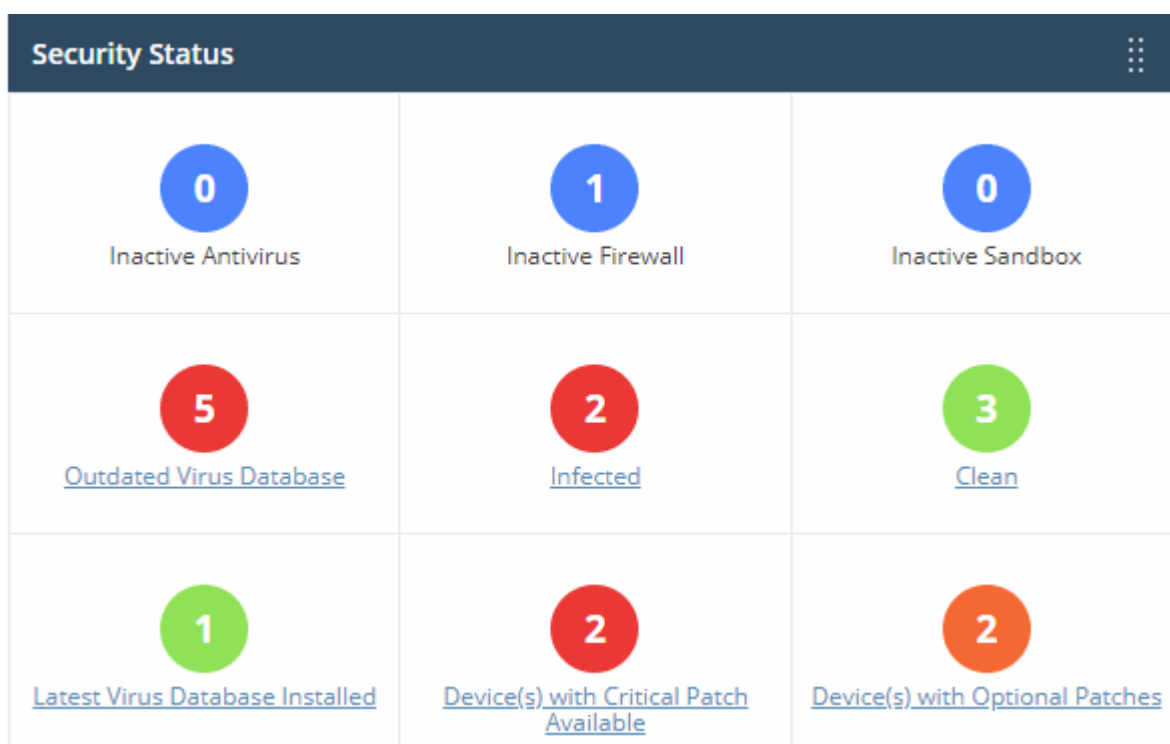 Security Status
0
Inactive Antivirus
1
Inactive Firewall
0
Inactive Sandbox
5
Outdated Virus Database
2
Infected
3
Clean
1
Latest Virus Database Installed
2
Device(s) with Critical Patch
Available
2
Device(s) with Optional Patches